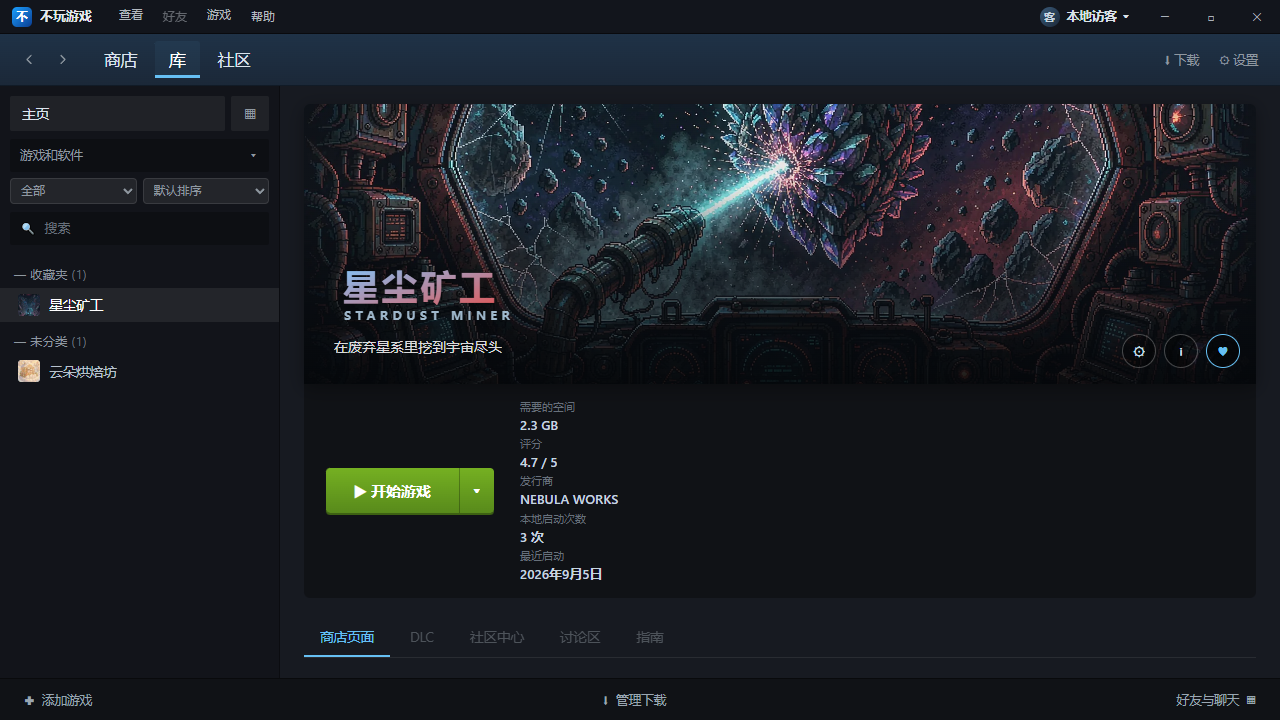 不 不玩游戏 查看 好友 游戏 帮助 客 本地访客
商店 库 社区 下载 设置
主页
游戏和软件
全部 默认排序
搜索
— 收藏夹 (1)
星尘矿工
— 未分类 (1)
云朵烘焙坊
星尘矿工
STARDUST MINER
在废弃星系里挖到宇宙尽头
i
开始游戏
需要的空间
2.3 GB
评分
4.7 / 5
发行商
NEBULA WORKS
本地启动次数
3 次
最近启动
2026年9月5日
商店页面 DLC 社区中心 讨论区 指南
添加游戏 管理下载 好友与聊天